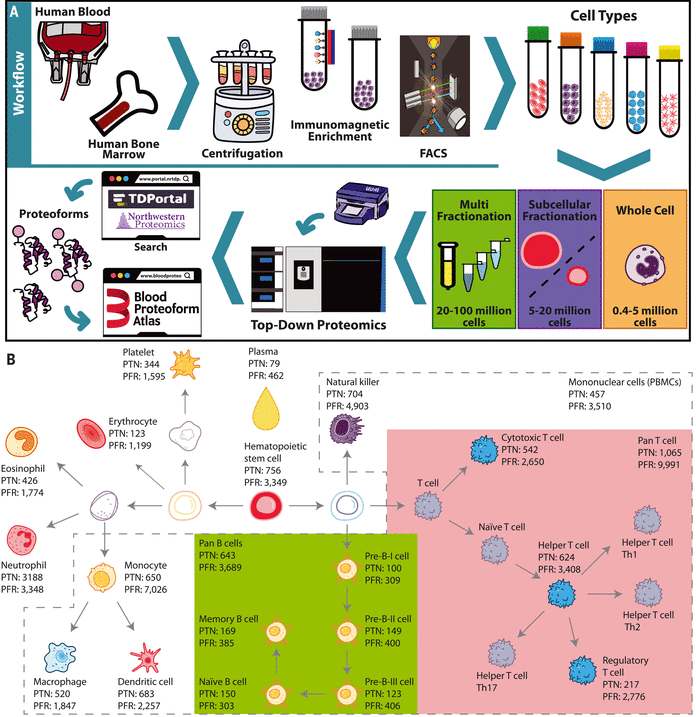 A
Workflow
Human Blood
Human Bone
Marrow
Centrifugation
Immunomagnetic
Enrichment
FACS
Cell Types
Proteoforms
www.portal.nrtdp.
TDPortal
Northwestern
Proteomics
Search
www.bloodproteo
Blood
Proteoform
Atlas
Top-Down Proteomics
Multi
Fractionation
20-100 million
cells
Subcellular
Fractionation
5-20 million
cells
Whole Cell
0.4-5 million
cells
B
Platelet
PTN: 344
PFR: 1,595
Plasma
PTN: 79
PFR: 462
Natural killer
PTN: 704
PFR: 4,903
Mononuclear cells (PBMCs)
PTN: 457
PFR: 3,510
Erythrocyte
PTN: 123
PFR: 1,199
Hematopoietic
stem cell
PTN: 756
PFR: 3,349
Cytotoxic T cell
PTN: 542
PFR: 2,650
Pan T cell
PTN: 1,065
PFR: 9,991
Eosinophil
PTN: 426
PFR: 1,774
T cell
Naïve T cell
Neutrophil
PTN: 3188
PFR: 3,348
Monocyte
PTN: 650
PFR: 7,026
Pan B cells
PTN: 643
PFR: 3,689
Pre-B-I cell
PTN: 100
PFR: 309
Helper T cell
PTN: 624
PFR: 3,408
Helper T cell
Th1
Memory B cell
PTN: 169
PFR: 385
Pre-B-II cell
PTN: 149
PFR: 400
Helper T cell
Th2
Macrophage
PTN: 520
PFR: 1,847
Dendritic cell
PTN: 683
PFR: 2,257
Naïve B cell
PTN: 150
PFR: 303
Pre-B-III cell
PTN: 123
PFR: 406
Helper T cell
Th17
Regulatory
T cell
PTN: 217
PFR: 2,776